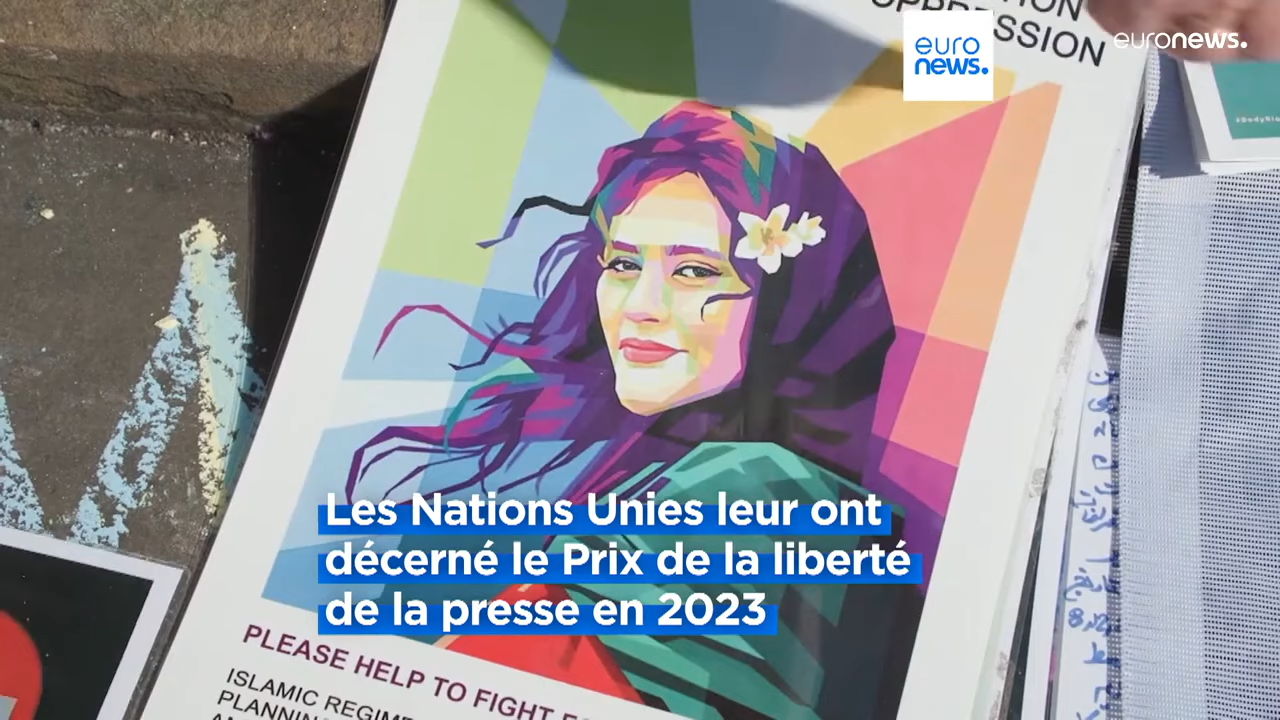 OPPRESSION
euro
news.
euronews.
Les Nations Unies leur ont
décerné le Prix de la liberté
de la presse en 2023
PLEASE HELP TO FIGHT
ISLAMIC REGIME